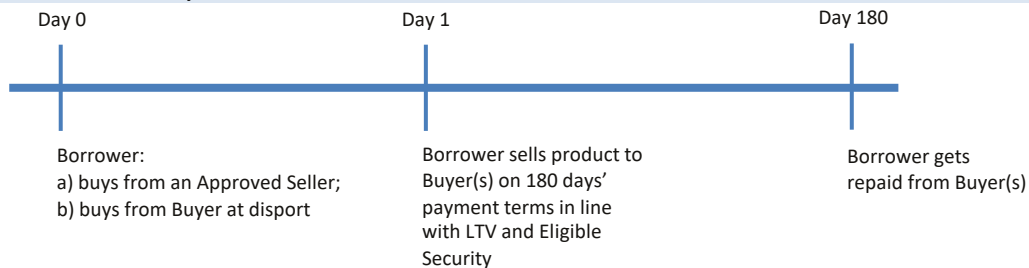 Day 0
Day 1
Day 180
Borrower:
a) buys from an Approved Seller;
b) buys from Buyer at disport
Borrower sells product to
Buyer(s) on 180 days’
payment terms in line
with LTV and Eligible
Security
Borrower gets
repaid from Buyer(s)